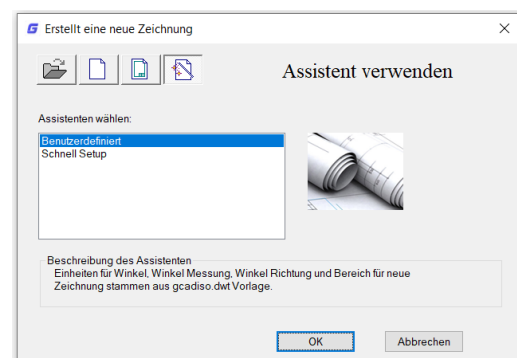 Erstellt eine neue Zeichnung
Assistent verwenden
Assistenten wählen:
Benutzerdefiniert
Schnell Setup
Beschreibung des Assistenten
Einheiten für Winkel, Winkel Messung, Winkel Richtung und Bereich für neue
Zeichnung stammen aus gcadiso.dwt Vorlage.
OK
Abbrechen